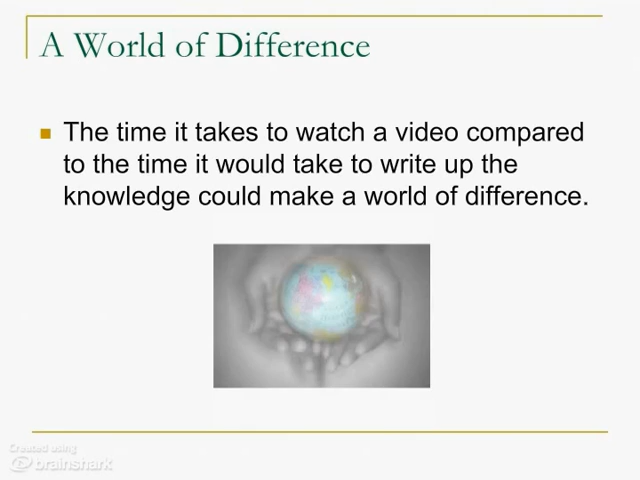 A World of Difference
The time it takes to watch a video compared
to the time it would take to write up the
knowledge could make a world of difference.
Created using
brainshark